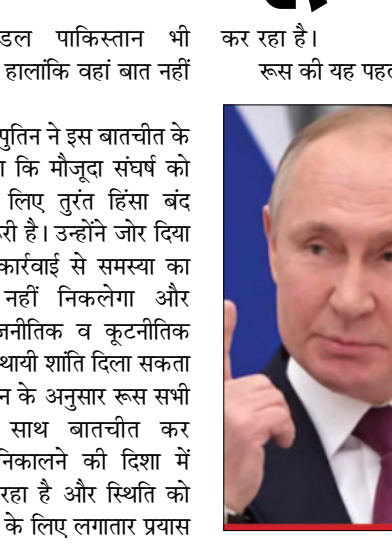 डल पाकिस्तान भी
हालांकि वहां बात नहीं
पुतिन ने इस बातचीत के
कि मौजूदा संघर्ष को
लिए तुरंत हिंसा बंद
री है। उन्होंने जोर दिया
कार्रवाई से समस्या का
नहीं निकलेगा और
जनीतिक व कूटनीतिक
थायी शांति दिला सकता
न के अनुसार रूस सभी
साथ बातचीत कर
निकालने की दिशा में
रहा है और स्थिति को
के लिए लगातार प्रयास
कर रहा है।
रूस की यह पहल